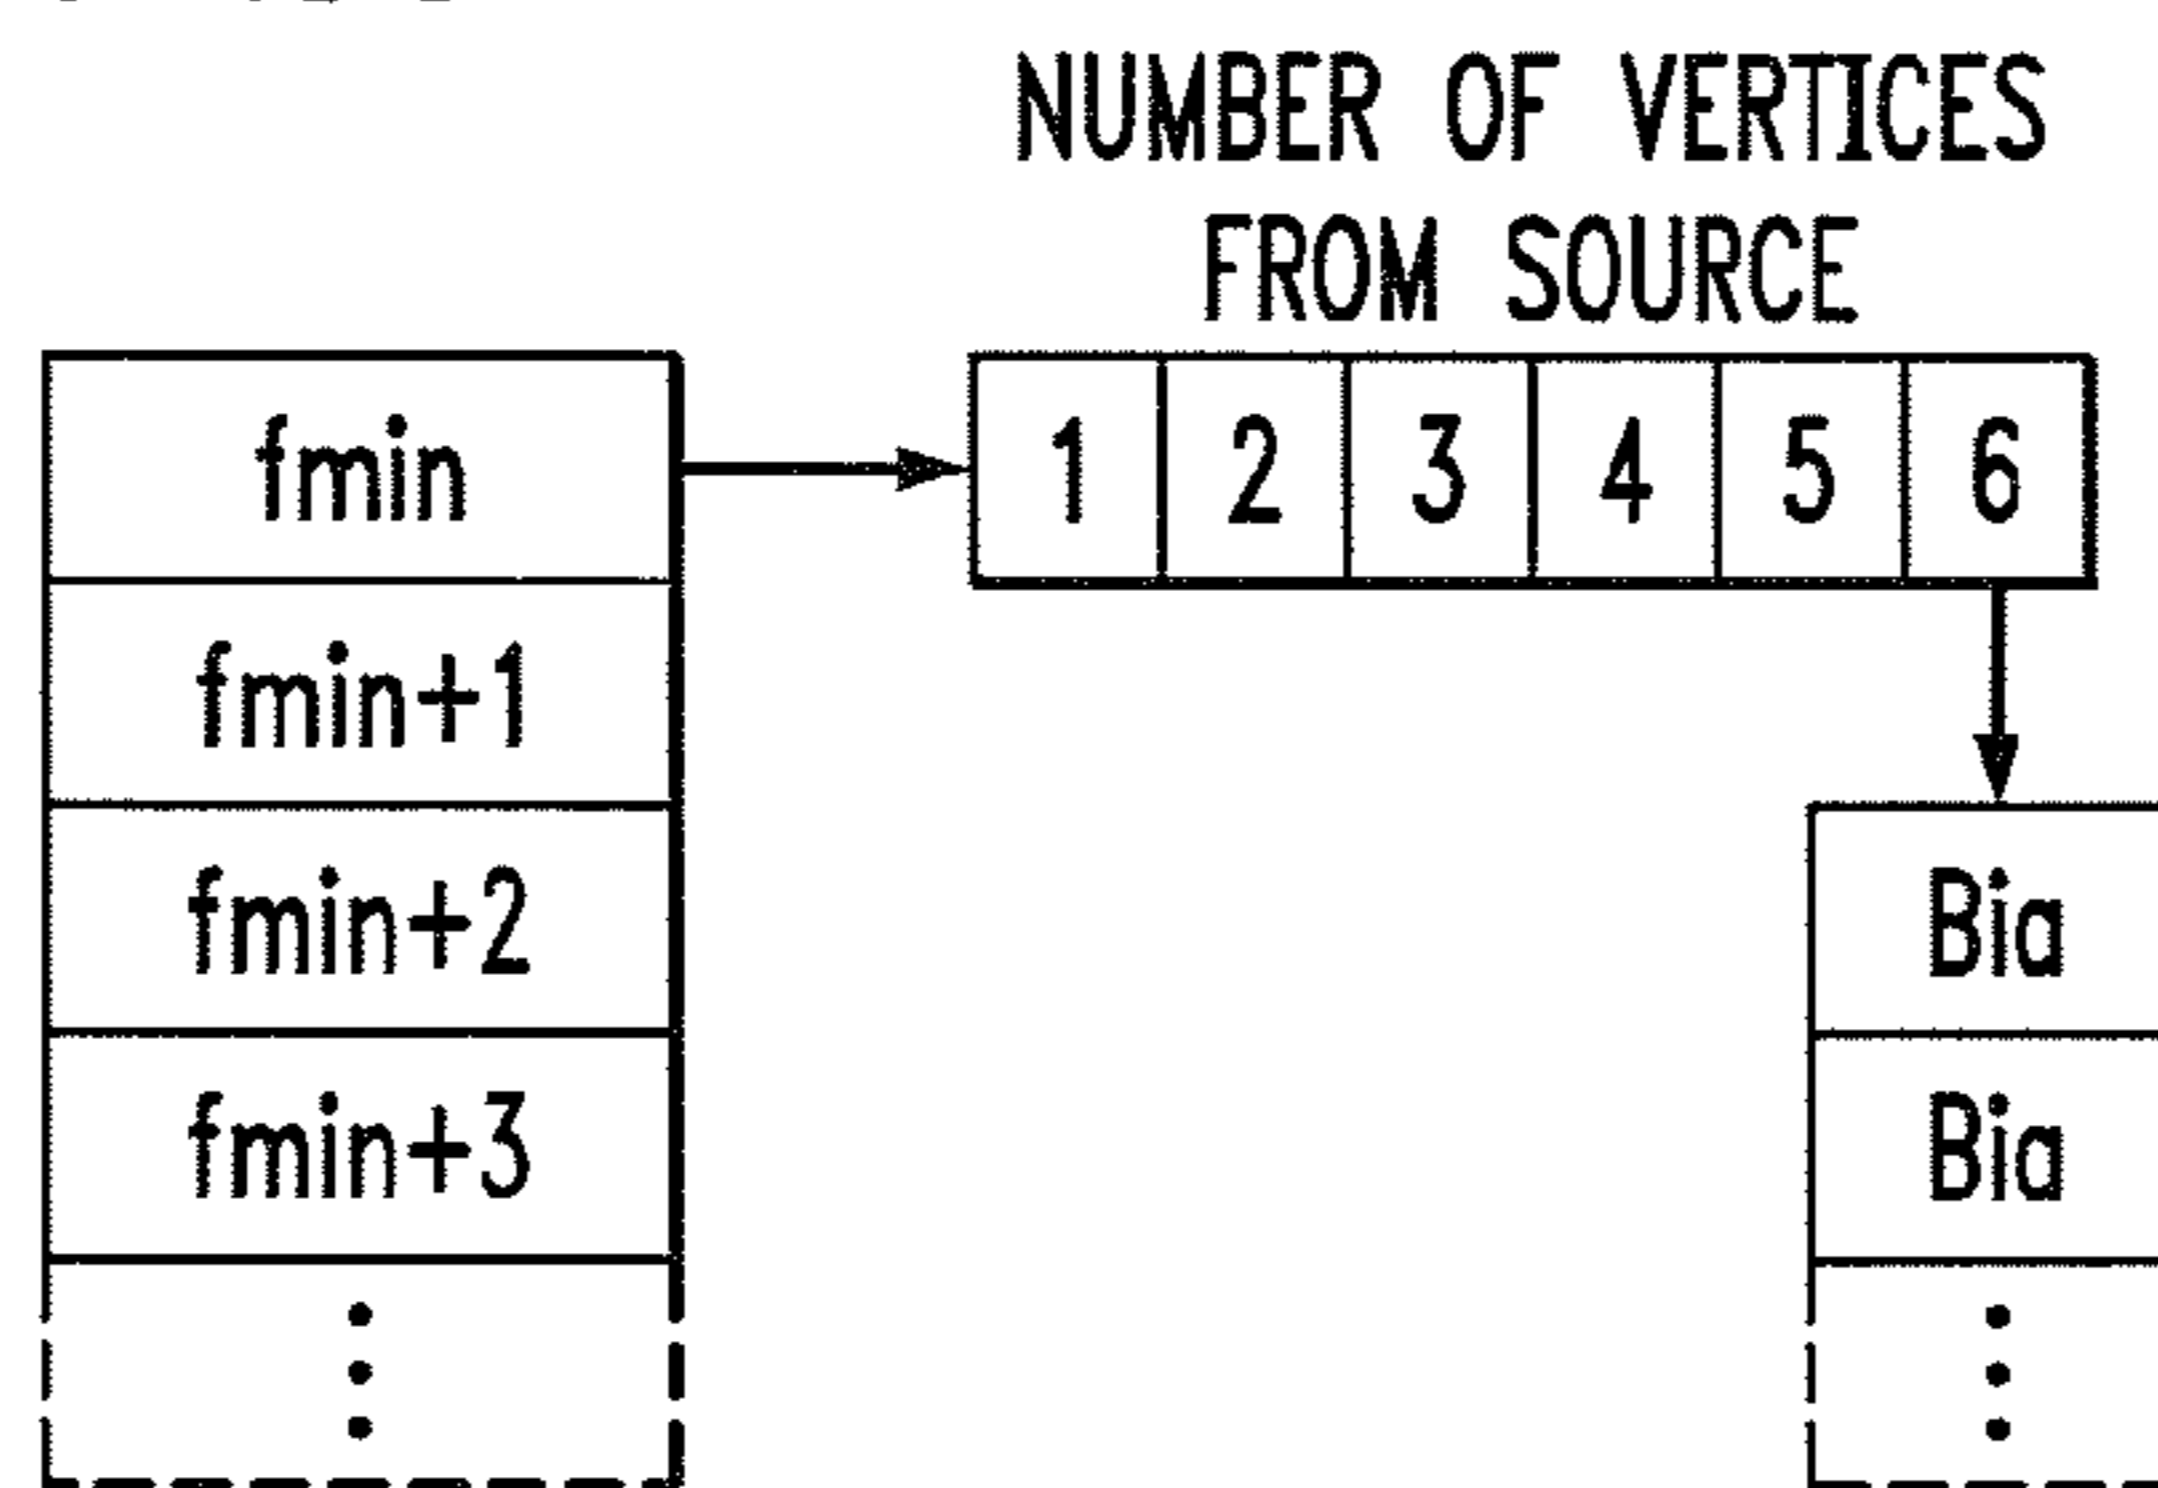 NUMBER OF VERTICES
FROM SOURCE
fmin
1 2 3 4 5 6
fmin+1
fmin+2
Bia
fmin+3
Bia